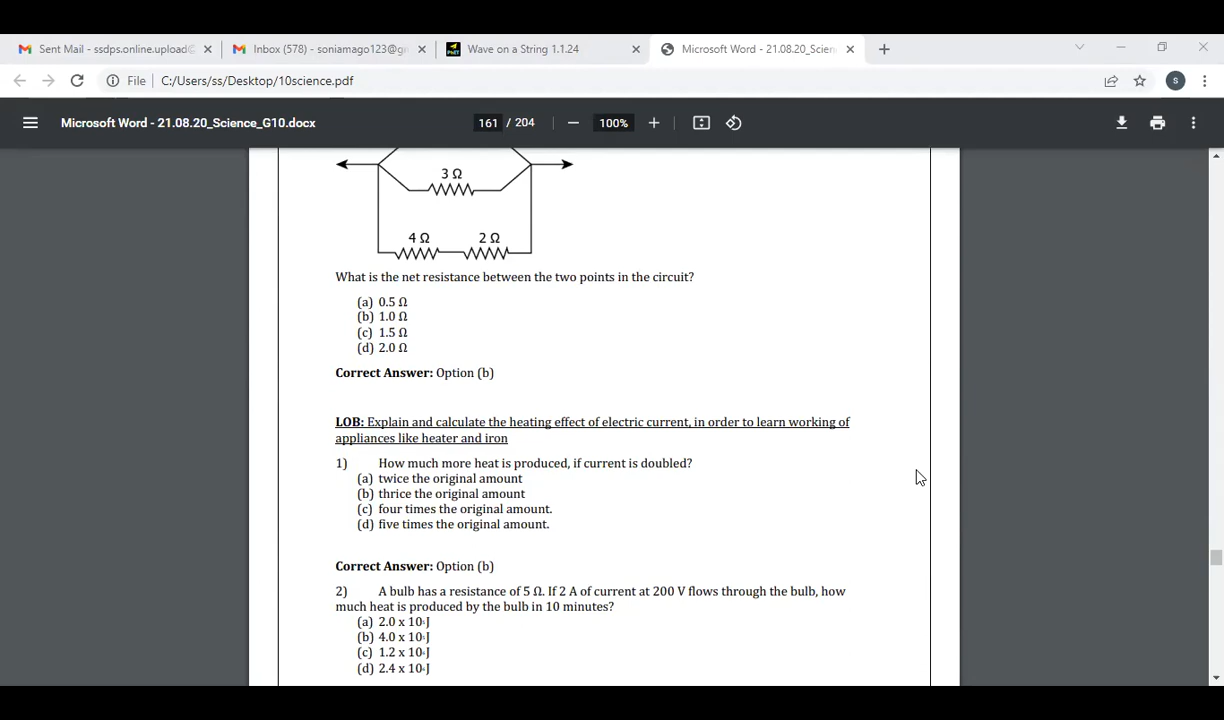 Sent Mail - ssdps.online.upload@
Inbox (578) - soniamago123@gm
Wave on a String 1.1.24
Microsoft Word - 21.08.20_Scien
File
C:/Users/ss/Desktop/10science.pdf
s
Microsoft Word - 21.08.20_Science_G10.docx
161 / 204
100%
3 Ω
4 Ω 2 Ω
What is the net resistance between the two points in the circuit?
(a) 0.5 Ω
(b) 1.0 Ω
(c) 1.5 Ω
(d) 2.0 Ω
Correct Answer: Option (b)
LOB: Explain and calculate the heating effect of electric current, in order to learn working of
appliances like heater and iron
1) How much more heat is produced, if current is doubled?
(a) twice the original amount
(b) thrice the original amount
(c) four times the original amount.
(d) five times the original amount.
Correct Answer: Option (b)
2) A bulb has a resistance of 5 Ω. If 2 A of current at 200 V flows through the bulb, how
much heat is produced by the bulb in 10 minutes?
(a) 2.0 x 10 J
(b) 4.0 x 10 J
(c) 1.2 x 10 J
(d) 2.4 x 10 J